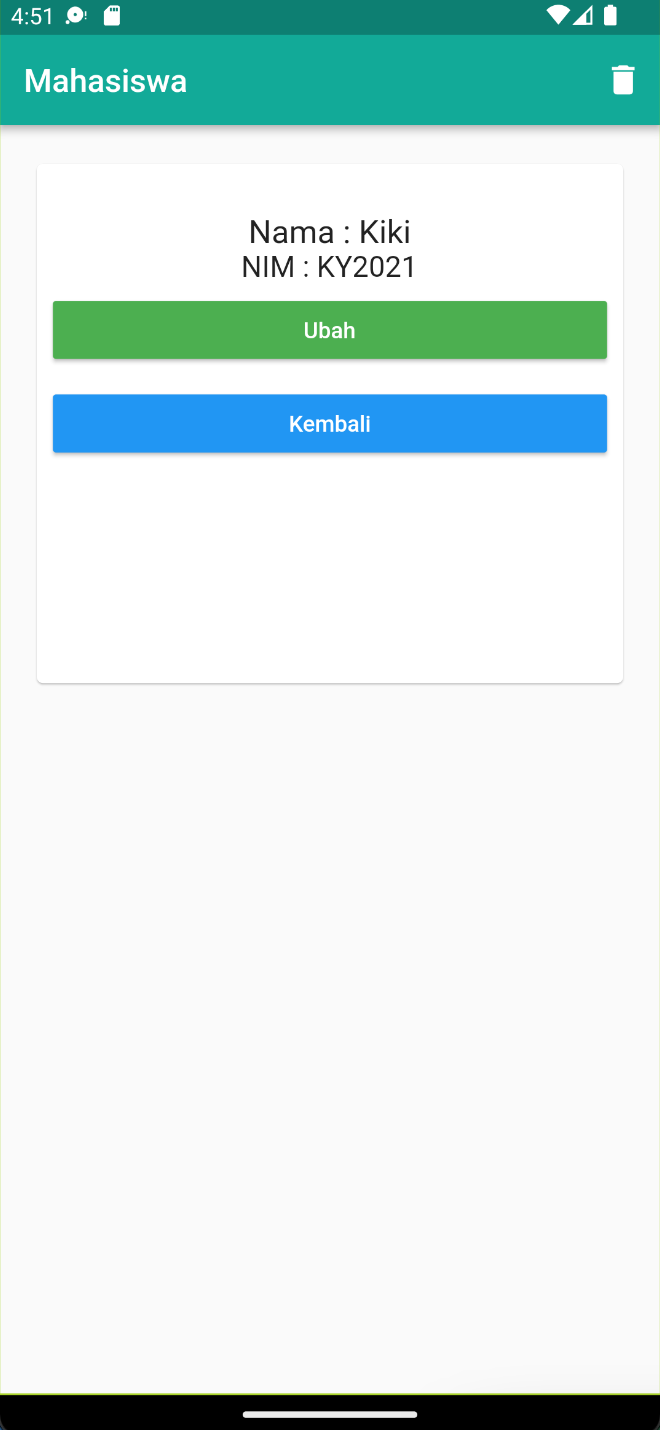 4:51
Mahasiswa
Nama : Kiki
NIM : KY2021
Ubah
Kembali